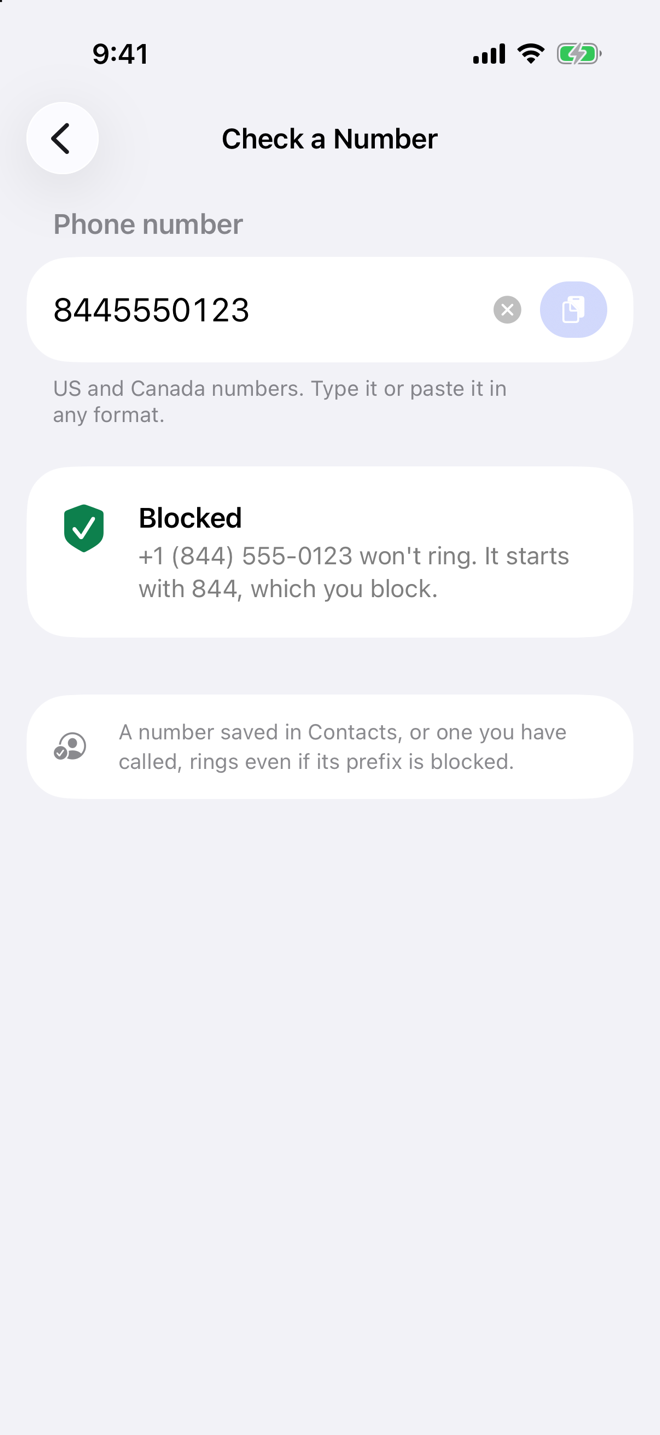 9:41
Check a Number
Phone number
8445550123
US and Canada numbers. Type it or paste it in
any format.
Blocked
+1 (844) 555-0123 won't ring. It starts
with 844, which you block.
A number saved in Contacts, or one you have
called, rings even if its prefix is blocked.